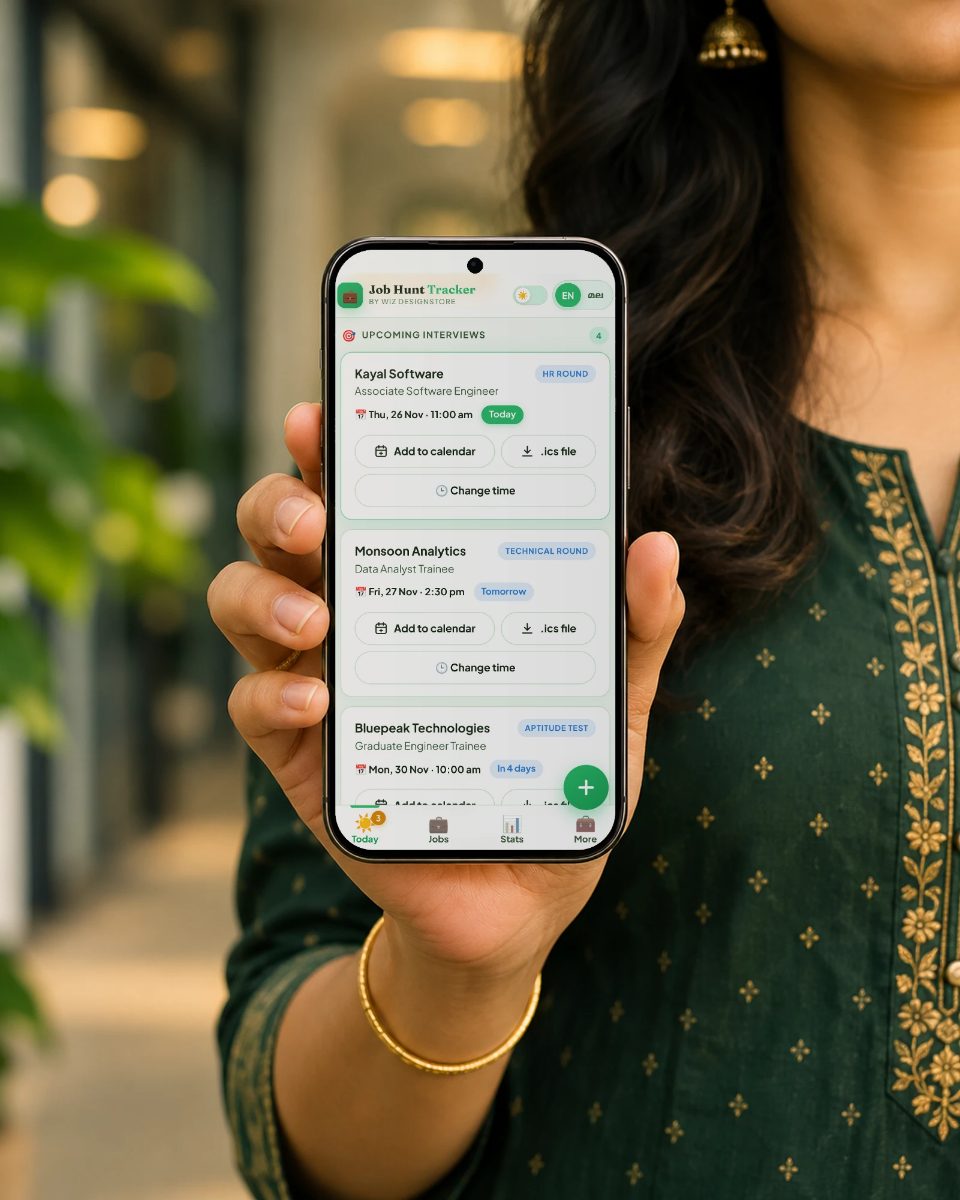 Job Hunt Tracker
BY WIZ DESIGNSTORE
EN
മല
UPCOMING INTERVIEWS
4
Kayal Software
HR ROUND
Associate Software Engineer
Thu, 26 Nov · 11:00 am
Today
Add to calendar
.ics file
Change time
Monsoon Analytics
TECHNICAL ROUND
Data Analyst Trainee
Fri, 27 Nov · 2:30 pm
Tomorrow
Add to calendar
.ics file
Change time
Bluepeak Technologies
APTITUDE TEST
Graduate Engineer Trainee
Mon, 30 Nov · 10:00 am
In 4 days
Add to calendar
3
Today
Jobs
Stats
More